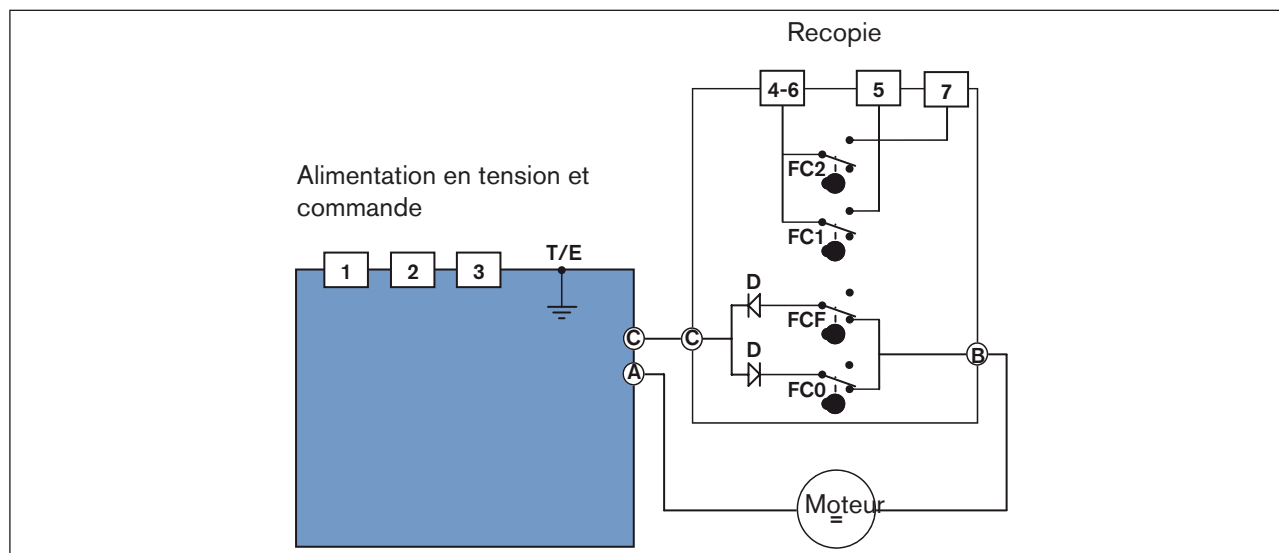 Recopie
4-6
5
7
FC2
Alimentation en tension et
commande
FC1
1
2
3
T/E
D
FCF
C
C
D
B
A
FC0
Moteur
=